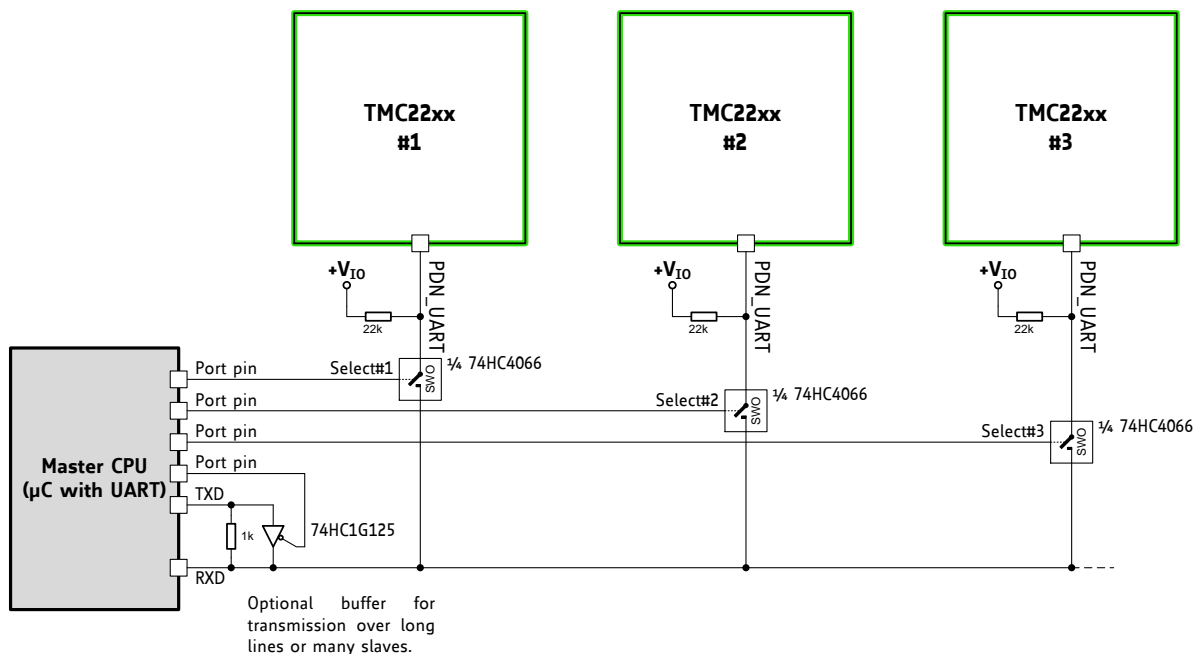 TMC22xx
#1
TMC22xx
#2
TMC22xx
#3
+VIO
22k
PDN_UART
+VIO
22k
PDN_UART
+VIO
22k
PDN_UART
Port pin
Select#1
SWO
¼ 74HC4066
Port pin
Select#2
SWO
¼ 74HC4066
Port pin
Select#3
SWO
¼ 74HC4066
Port pin
Master CPU
(µC with UART)
TXD
1k
74HC1G125
RXD
Optional buffer for
transmission over long
lines or many slaves.